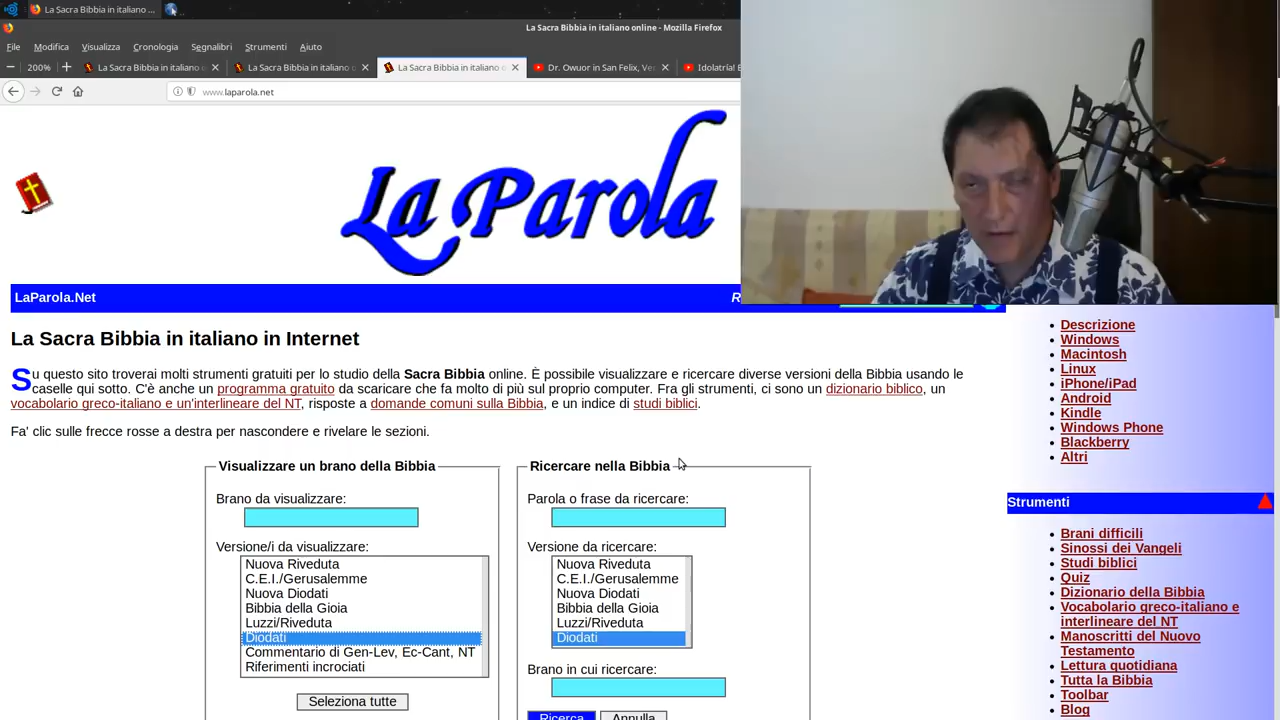 La Sacra Bibbia in italiano ...
La Sacra Bibbia in italiano online - Mozilla Firefox
File Modifica Visualizza Cronologia Segnalibri Strumenti Aiuto
200% La Sacra Bibbia in italiano La Sacra Bibbia in italiano La Sacra Bibbia in italiano Dr. Owuor in San Felix, Ve Idolatria!
www.laparola.net
La Parola
LaParola.Net
La Sacra Bibbia in italiano in Internet
Su questo sito troverai molti strumenti gratuiti per lo studio della Sacra Bibbia online. È possibile visualizzare e ricercare diverse versioni della Bibbia usando le
caselle qui sotto. C'è anche un programma gratuito da scaricare che fa molto di più sul proprio computer. Fra gli strumenti, ci sono un dizionario biblico, un
vocabolario greco-italiano e un'interlineare del NT, risposte a domande comuni sulla Bibbia, e un indice di studi biblici.
Fa' clic sulle frecce rosse a destra per nascondere e rivelare le sezioni.
Visualizzare un brano della Bibbia
Brano da visualizzare:
Versione/i da visualizzare:
Nuova Riveduta
C.E.I./Gerusalemme
Nuova Diodati
Bibbia della Gioia
Luzzi/Riveduta
Diodati
Commentario di Gen-Lev, Ec-Cant, NT
Riferimenti incrociati
Seleziona tutte
Ricercare nella Bibbia
Parola o frase da ricercare:
Versione da ricercare:
Nuova Riveduta
C.E.I./Gerusalemme
Nuova Diodati
Bibbia della Gioia
Luzzi/Riveduta
Diodati
Brano in cui ricercare:
Ricerca Annulla
Descrizione
Windows
Macintosh
Linux
iPhone/iPad
Android
Kindle
Windows Phone
Blackberry
Altri
Strumenti
Brani difficili
Sinossi dei Vangeli
Studi biblici
Quiz
Dizionario della Bibbia
Vocabolario greco-italiano e
interlineare del NT
Manoscritti del Nuovo
Testamento
Lettura quotidiana
Tutta la Bibbia
Toolbar
Blog